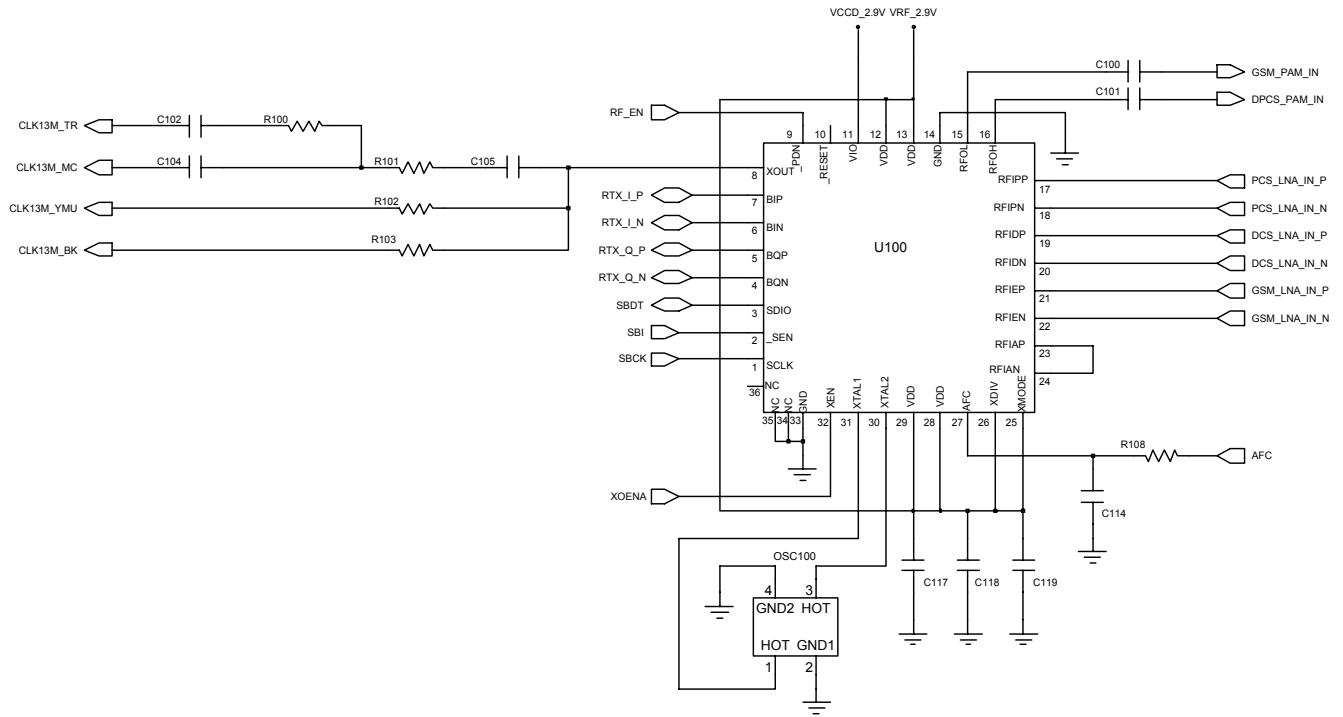 VCCD_2.9V VRF_2.9V
C100
GSM_PAM_IN
C101
DPCS_PAM_IN
RF_EN
CLK13M_TR
C102
R100
CLK13M_MC
C104
R101
C105
CLK13M_YMU
R102
CLK13M_BK
R103
9 10 11 12 13 14 15 16
_PDN
_RESET
VIO
VDD
VDD
GND
RFOL
RFOH
8 XOUT
RTX_I_P 7 BIP
RTX_I_N 6 BIN
RTX_Q_P 5 BQP
RTX_Q_N 4 BQN
SBDT 3 SDIO
SBI 2 _SEN
SBCK 1 SCLK
36 NC
U100
RFIPP 17 PCS_LNA_IN_P
RFIPN 18 PCS_LNA_IN_N
RFIDP 19 DCS_LNA_IN_P
RFIDN 20 DCS_LNA_IN_N
RFIEP 21 GSM_LNA_IN_P
RFIEN 22 GSM_LNA_IN_N
RFIAP 23
RFIAN 24
NC
NC
GND
XEN
XTAL1
XTAL2
VDD
VDD
AFC
XDIV
XMODE
35 34 33 32 31 30 29 28 27 26 25
R108
AFC
XOENA
C114
OSC100
C117
C118
C119
4 3
GND2 HOT
HOT GND1
1 2